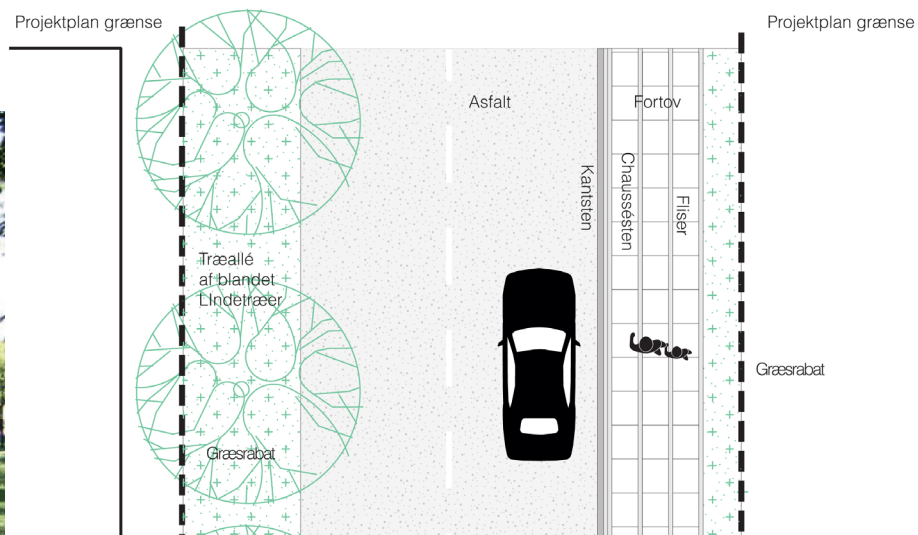 Projektplan grænse
Projektplan grænse
Asfalt
Fortov
Kantsten
Chaussésten
Fliser
Træallé
af blandet
LIndetræer
Græsrabat
Græsrabat